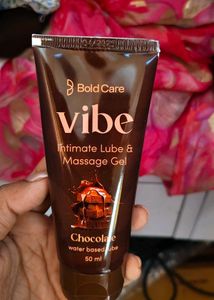 Bold Care
vibe
Intimate Lube &
Massage Gel
Chocolate
water based lube
50 ml